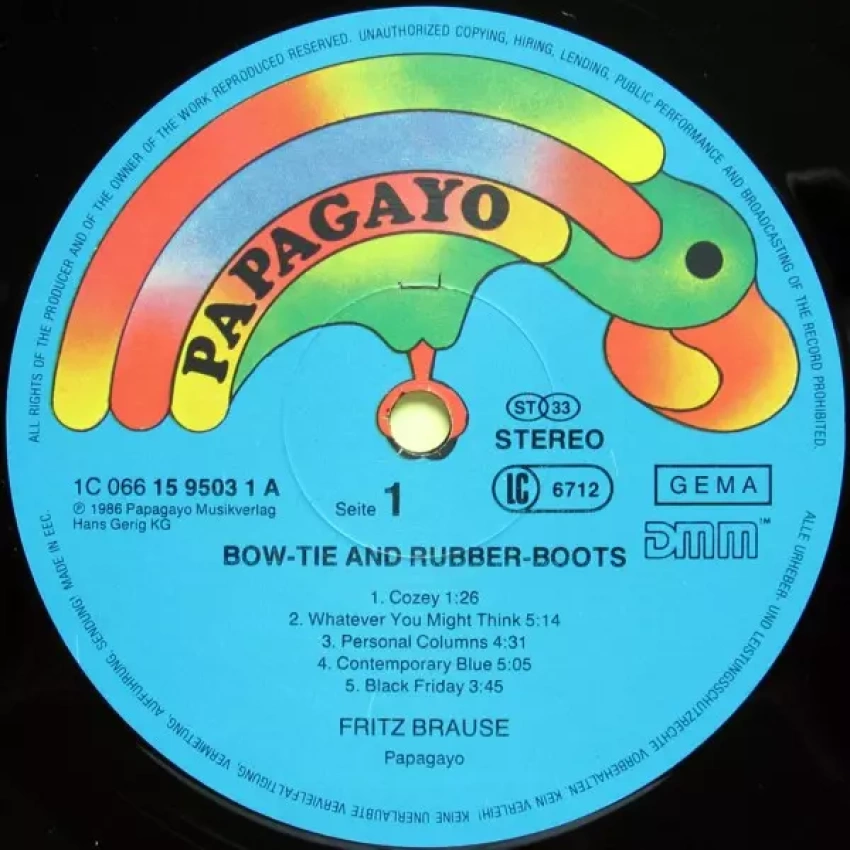 ALL RIGHTS OF THE PRODUCER AND OF THE OWNER OF THE WORK REPRODUCED RESERVED. UNAUTHORIZED COPYING, HIRING, LENDING, PUBLIC PERFORMANCE AND BROADCASTING OF THE RECORD PROHIBITED.
PAPAGAYO
ST 33
STEREO
1C 066 15 9503 1 A
℗ 1986 Papagayo Musikverlag
Hans Gerig KG
Seite 1
LC 6712
GEMA
DMM™
BOW-TIE AND RUBBER-BOOTS
1. Cozey 1:26
2. Whatever You Might Think 5:14
3. Personal Columns 4:31
4. Contemporary Blue 5:05
5. Black Friday 3:45
FRITZ BRAUSE
Papagayo
ALLE URHEBER- UND LEISTUNGSSCHUTZRECHTE VORBEHALTEN. KEIN VERLEIH! KEINE UNERLAUBTE VERVIELFÄLTIGUNG, VERMIETUNG, AUFFÜHRUNG, SENDUNG! MADE IN EEC.